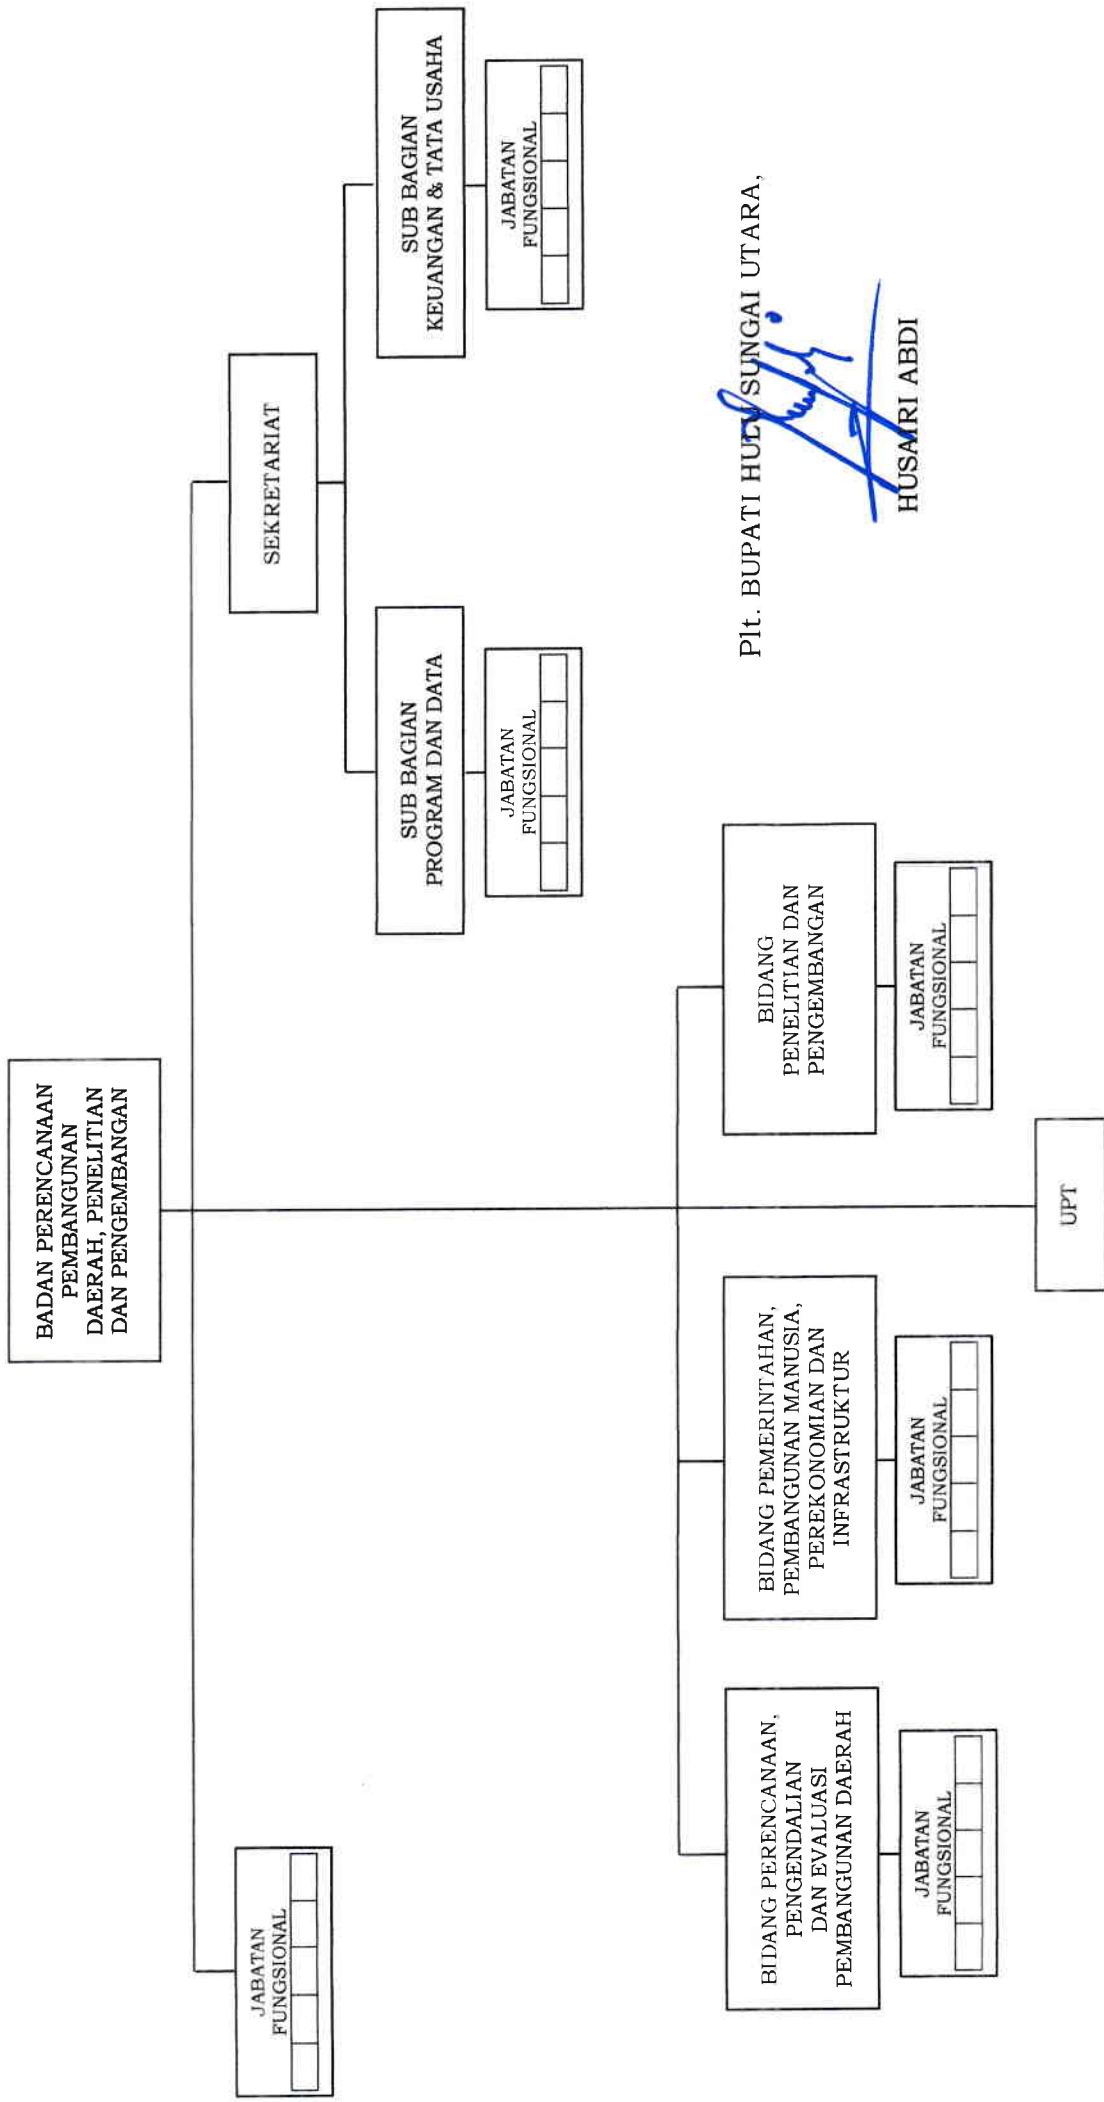 BADAN PERENCANAAN
PEMBANGUNAN
DAERAH, PENELITIAN
DAN PENGEMBANGAN
JABATAN
FUNGSIONAL
SEKRETARIAT
SUB BAGIAN
PROGRAM DAN DATA
SUB BAGIAN
KEUANGAN & TATA USAHA
JABATAN
FUNGSIONAL
JABATAN
FUNGSIONAL
BIDANG PERENCANAAN,
PENGENDALIAN
DAN EVALUASI
PEMBANGUNAN DAERAH
BIDANG PEMERINTAHAN,
PEMBANGUNAN MANUSIA,
PEREKONOMIAN DAN
INFRASTRUKTUR
BIDANG
PENELITIAN DAN
PENGEMBANGAN
JABATAN
FUNGSIONAL
JABATAN
FUNGSIONAL
JABATAN
FUNGSIONAL
UPT
Plt. BUPATI HULU SUNGAI UTARA,
HUSAIRI ABDI